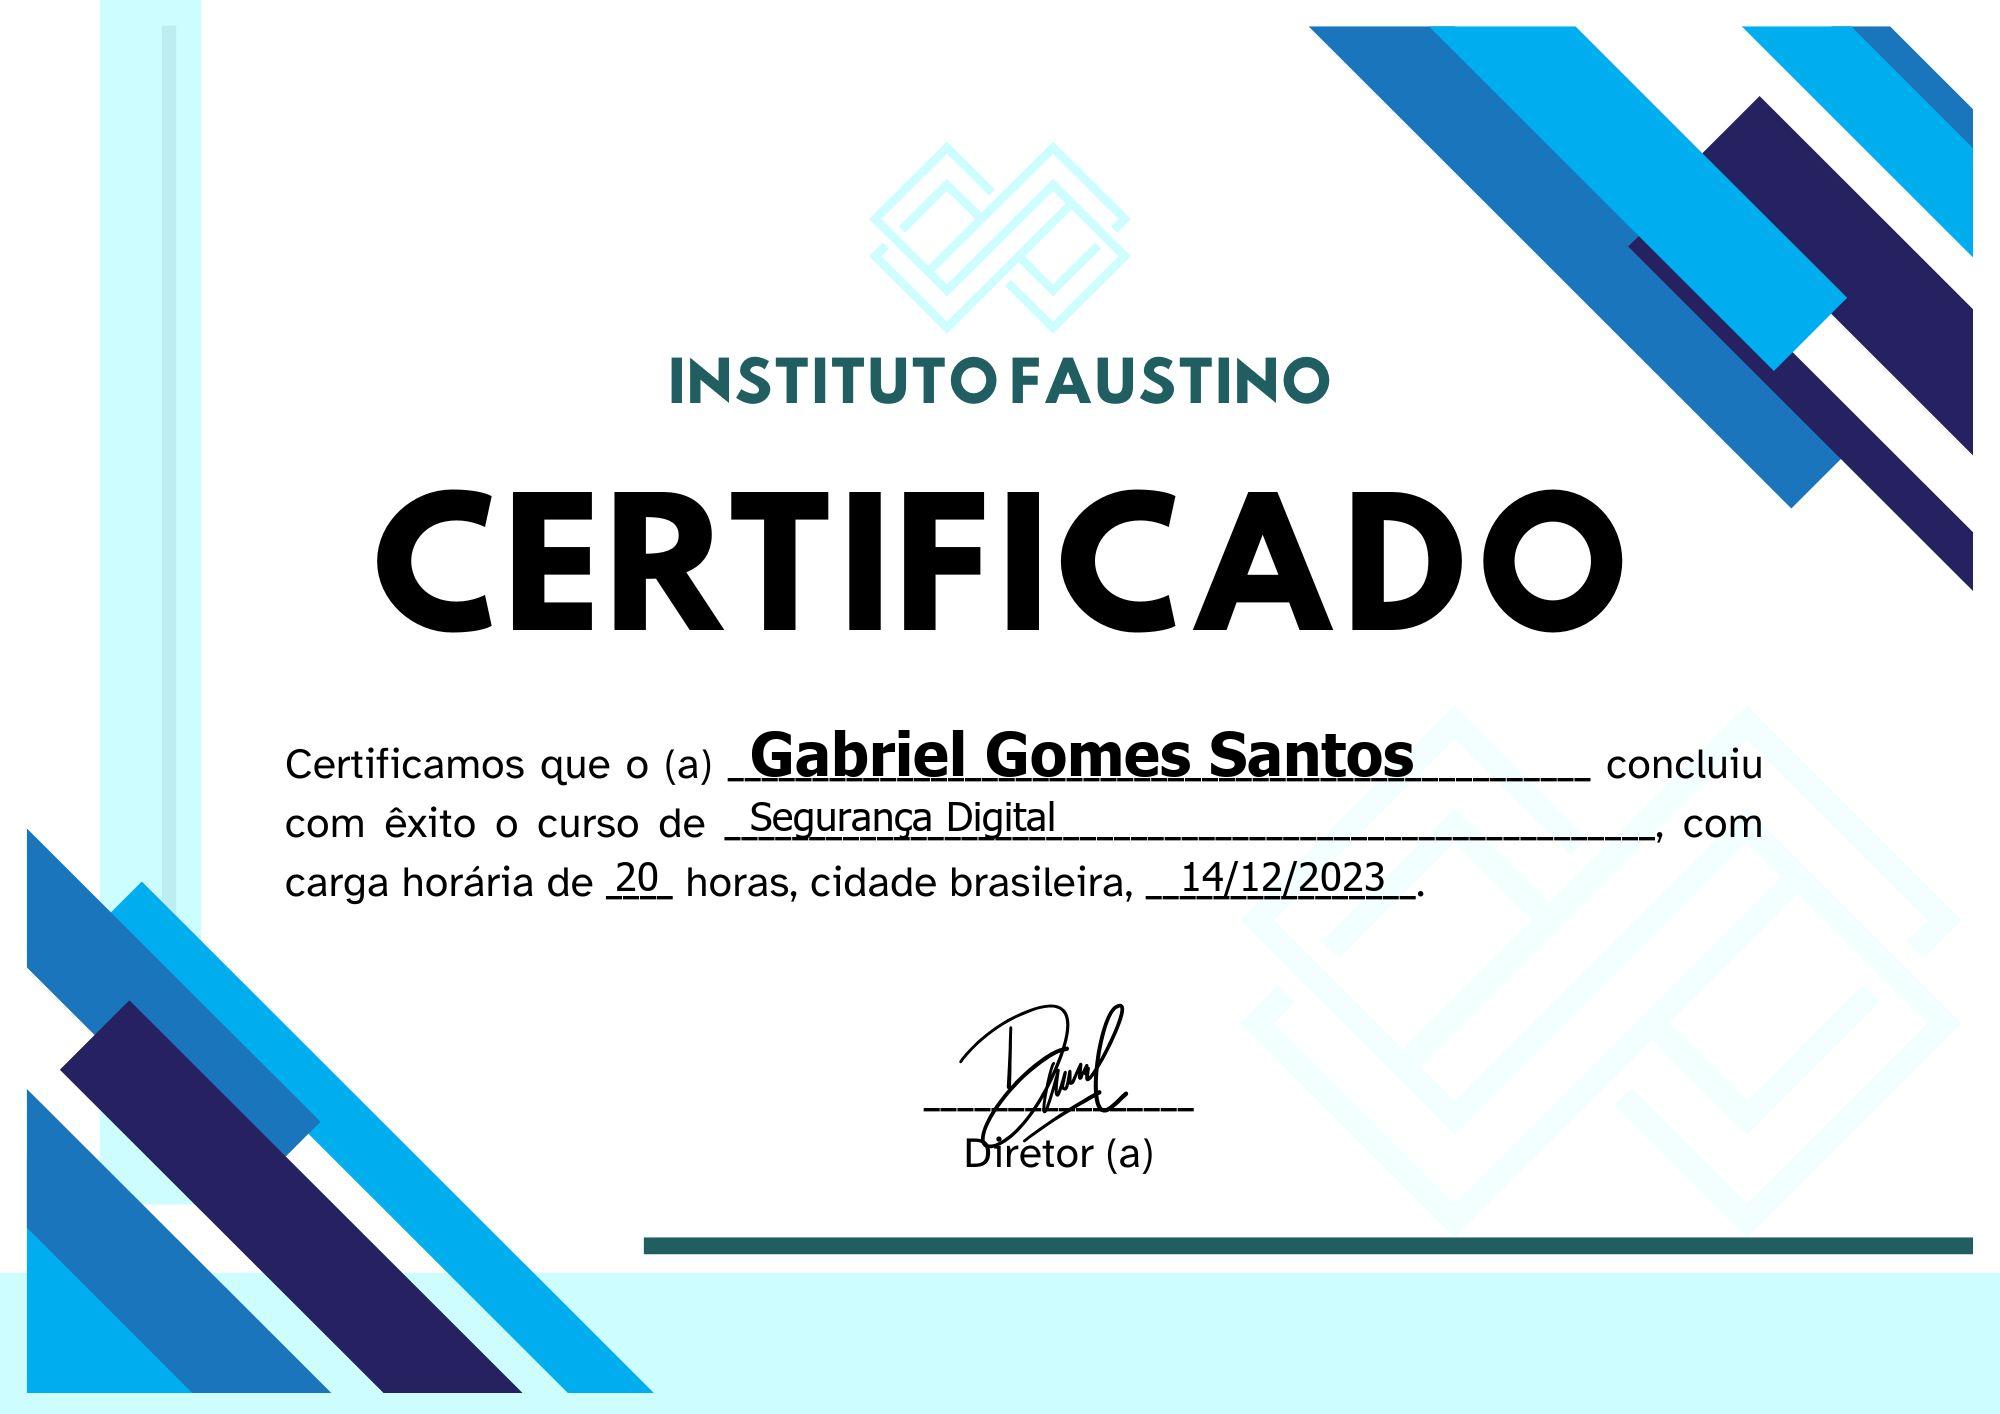 INSTITUTO FAUSTINO
CERTIFICADO
Certificamos que o (a) Gabriel Gomes Santos concluiu
com êxito o curso de Segurança Digital, com
carga horária de 20 horas, cidade brasileira, 14/12/2023.
Diretor (a)